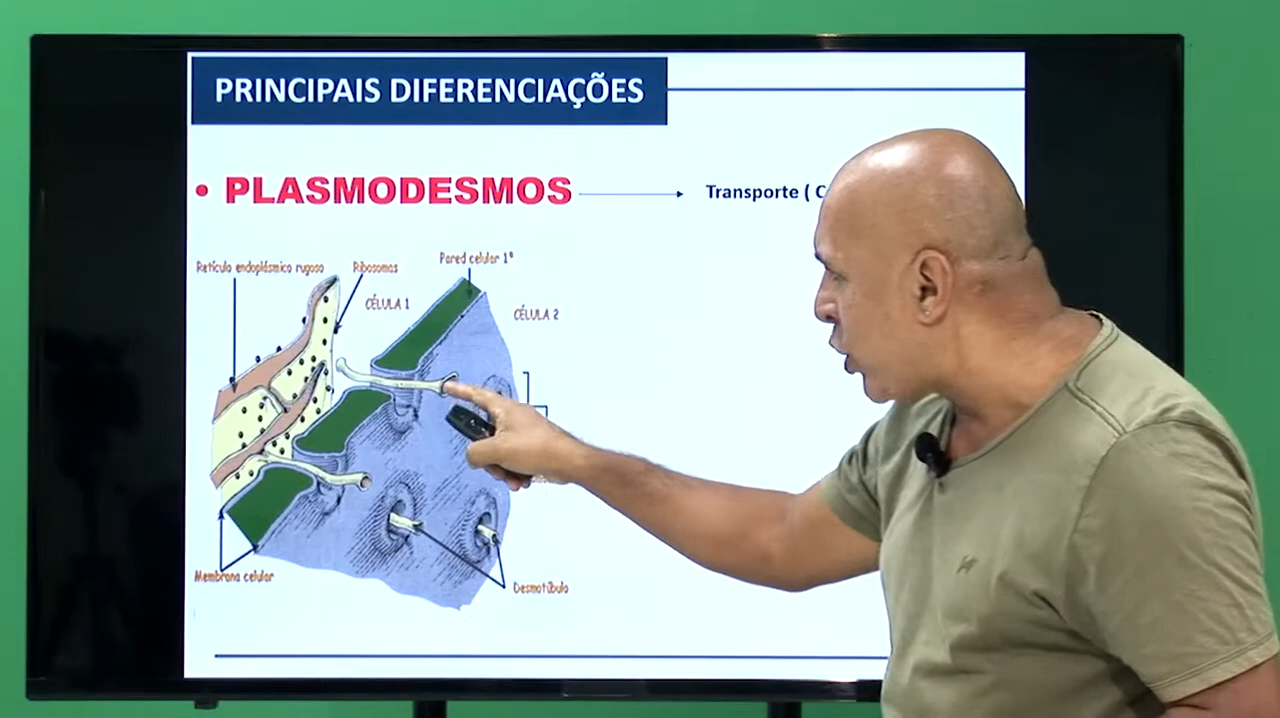 PRINCIPAIS DIFERENCIAÇÕES
• PLASMODESMOS
Transporte ( C
Retículo endoplásmico rugoso
Ribosomas
Pared celular 1ª
CÉLULA 1
CÉLULA 2
Membrana celular
Desmotúbulo